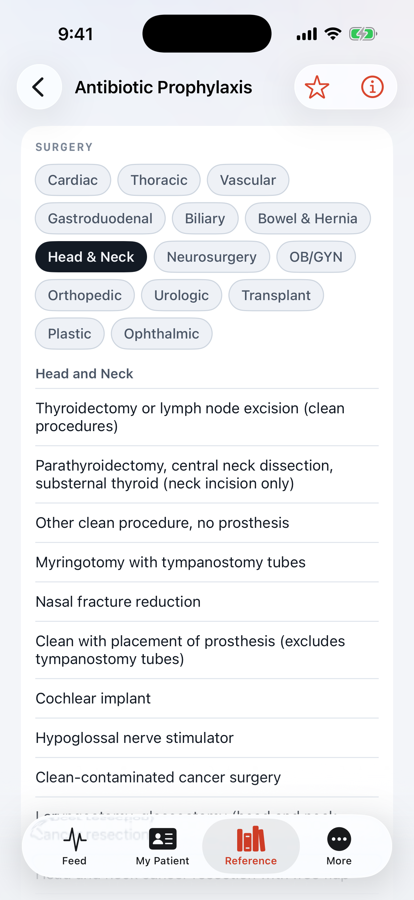 9:41
Antibiotic Prophylaxis
SURGERY
Cardiac
Thoracic
Vascular
Gastroduodenal
Biliary
Bowel & Hernia
Head & Neck
Neurosurgery
OB/GYN
Orthopedic
Urologic
Transplant
Plastic
Ophthalmic
Head and Neck
Thyroidectomy or lymph node excision (clean
procedures)
Parathyroidectomy, central neck dissection,
substernal thyroid (neck incision only)
Other clean procedure, no prosthesis
Myringotomy with tympanostomy tubes
Nasal fracture reduction
Clean with placement of prosthesis (excludes
tympanostomy tubes)
Cochlear implant
Hypoglossal nerve stimulator
Clean-contaminated cancer surgery
cancer resection
Feed
My Patient
Reference
More